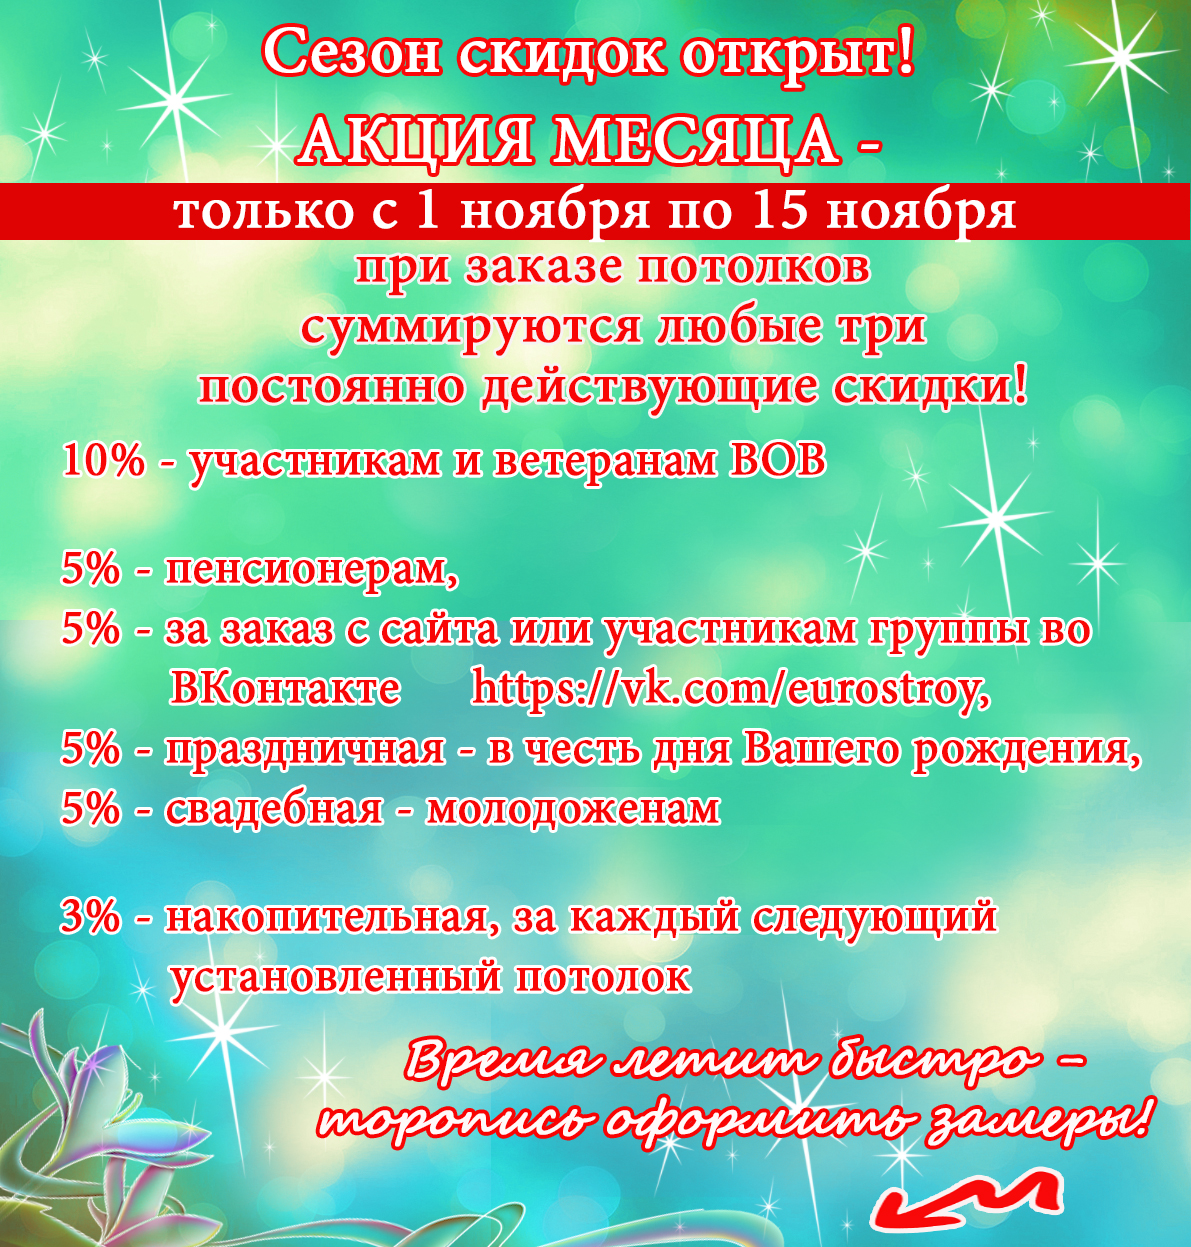 Сезон скидок открыт!
АКЦИЯ МЕСЯЦА -
только с 1 ноября по 15 ноября
при заказе потолков
суммируются любые три
постоянно действующие скидки!
10% - участникам и ветеранам ВОВ
5% - пенсионерам,
5% - за заказ с сайта или участникам группы во
ВКонтакте https://vk.com/eurostroy,
5% - праздничная - в честь дня Вашего рождения,
5% - свадебная - молодоженам
3% - накопительная, за каждый следующий
установленный потолок
Время летит быстро –
торопись оформить замеры!